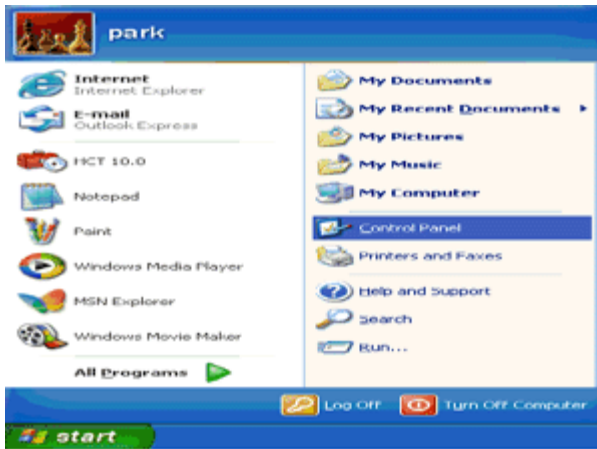 park
Internet
Internet Explorer
E-mail
Outlook Express
HCT 10.0
Notepad
Paint
Windows Media Player
MSN Explorer
Windows Movie Maker
All Programs
My Documents
My Recent Documents
My Pictures
My Music
My Computer
Control Panel
Printers and Faxes
Help and Support
Search
Run...
Log Off
Turn Off Computer
start